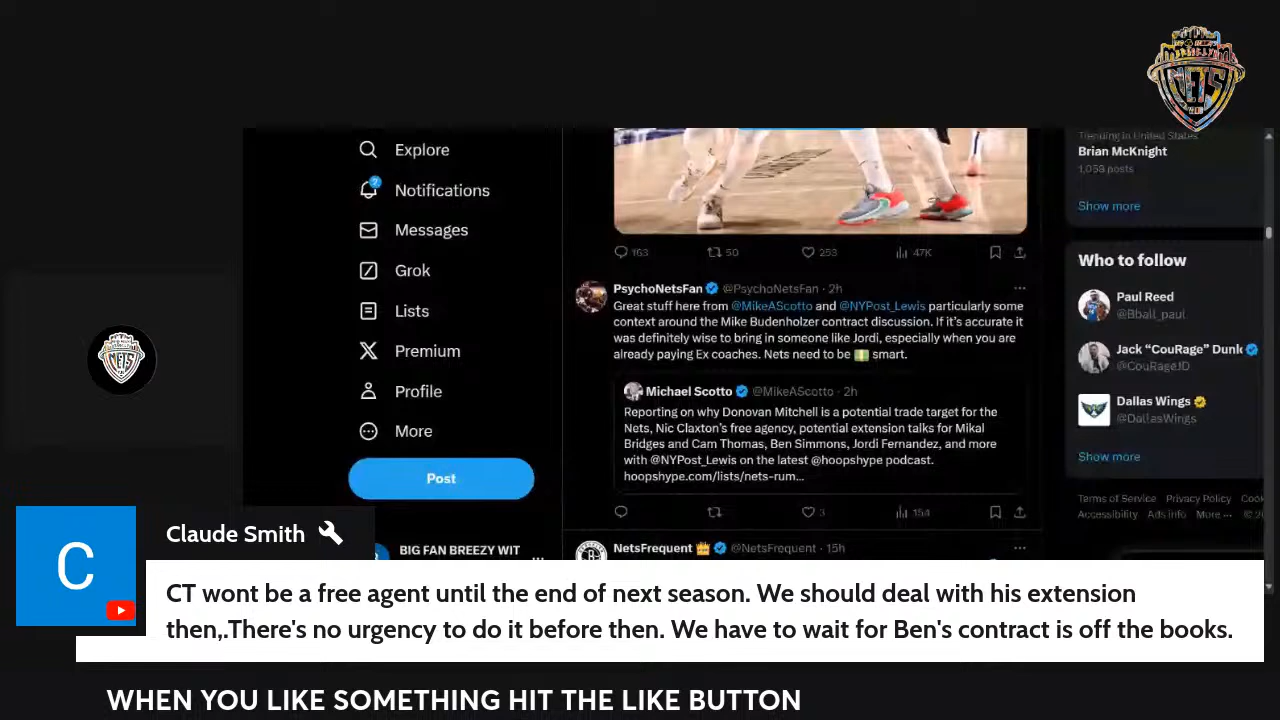 NETS
Explore
2
Notifications
Messages
Grok
Lists
Premium
Profile
More
Post
163 50 253 47K
PsychoNetsFan @PsychoNetsFan · 2h
Great stuff here from @MikeAScotto and @NYPost_Lewis particularly some
context around the Mike Budenholzer contract discussion. If it's accurate it
was definitely wise to bring in someone like Jordi, especially when you are
already paying Ex coaches. Nets need to be 💵 smart.
Michael Scotto @MikeAScotto · 2h
Reporting on why Donovan Mitchell is a potential trade target for the
Nets, Nic Claxton's free agency, potential extension talks for Mikal
Bridges and Cam Thomas, Ben Simmons, Jordi Fernandez, and more
with @NYPost_Lewis on the latest @hoopshype podcast.
hoopshype.com/lists/nets-rum...
3 154
NetsFrequent 👑 @NetsFrequent · 15h
Trending in United States
Brian McKnight
1,058 posts
Show more
Who to follow
Paul Reed
@Bball_paul
Jack “CouRage” Dunk
@CouRageJD
Dallas Wings
@DallasWings
Show more
Terms of Service Privacy Policy Cook
Accessibility Ads info More ··· © 2
NETS
BIG FAN BREEZY WIT
C
Claude Smith
CT wont be a free agent until the end of next season. We should deal with his extension
then,.There's no urgency to do it before then. We have to wait for Ben's contract is off the books.
WHEN YOU LIKE SOMETHING HIT THE LIKE BUTTON